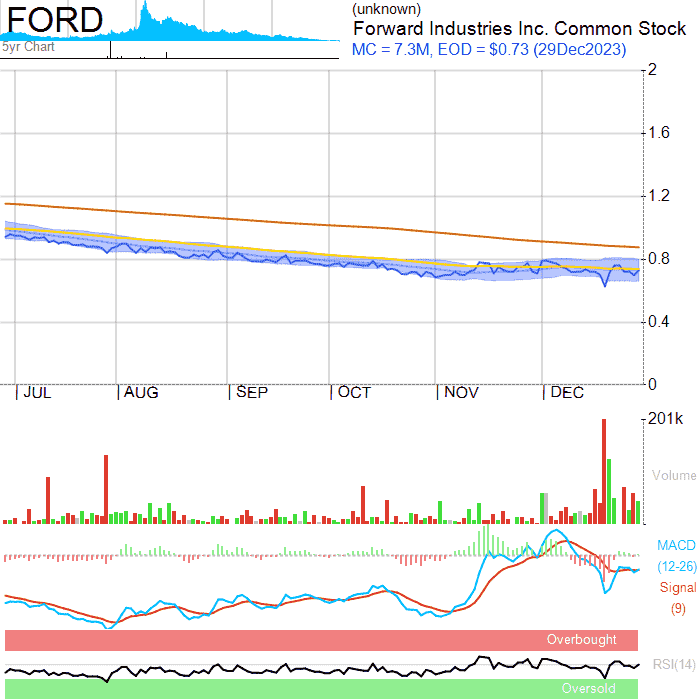 FORD
5yr Chart
(unknown)
Forward Industries Inc. Common Stock
MC = 7.3M, EOD = $0.73 (29Dec2023)
2
1.6
1.2
0.8
0.4
0
JUL AUG SEP OCT NOV DEC
201k
Volume
MACD
(12-26)
Signal
(9)
Overbought
RSI(14)
Oversold